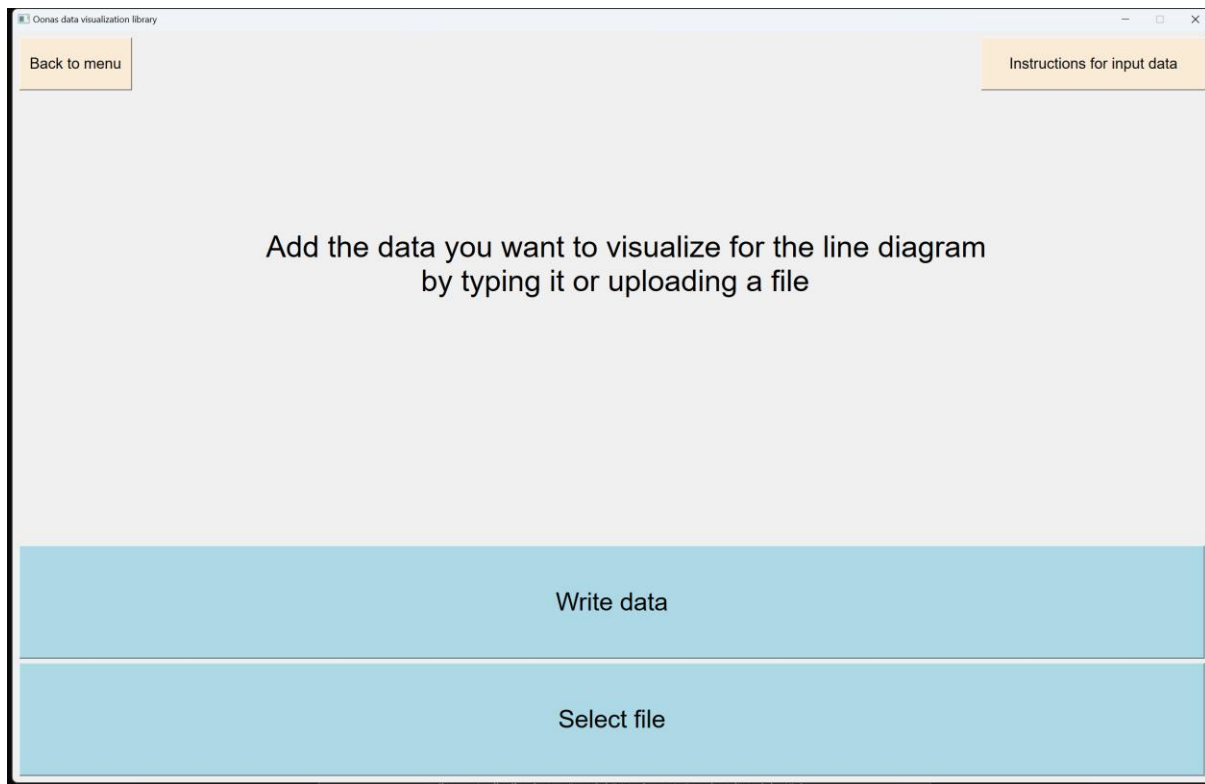 Oonas data visualization library
Back to menu
Instructions for input data
Add the data you want to visualize for the line diagram
by typing it or uploading a file
Write data
Select file